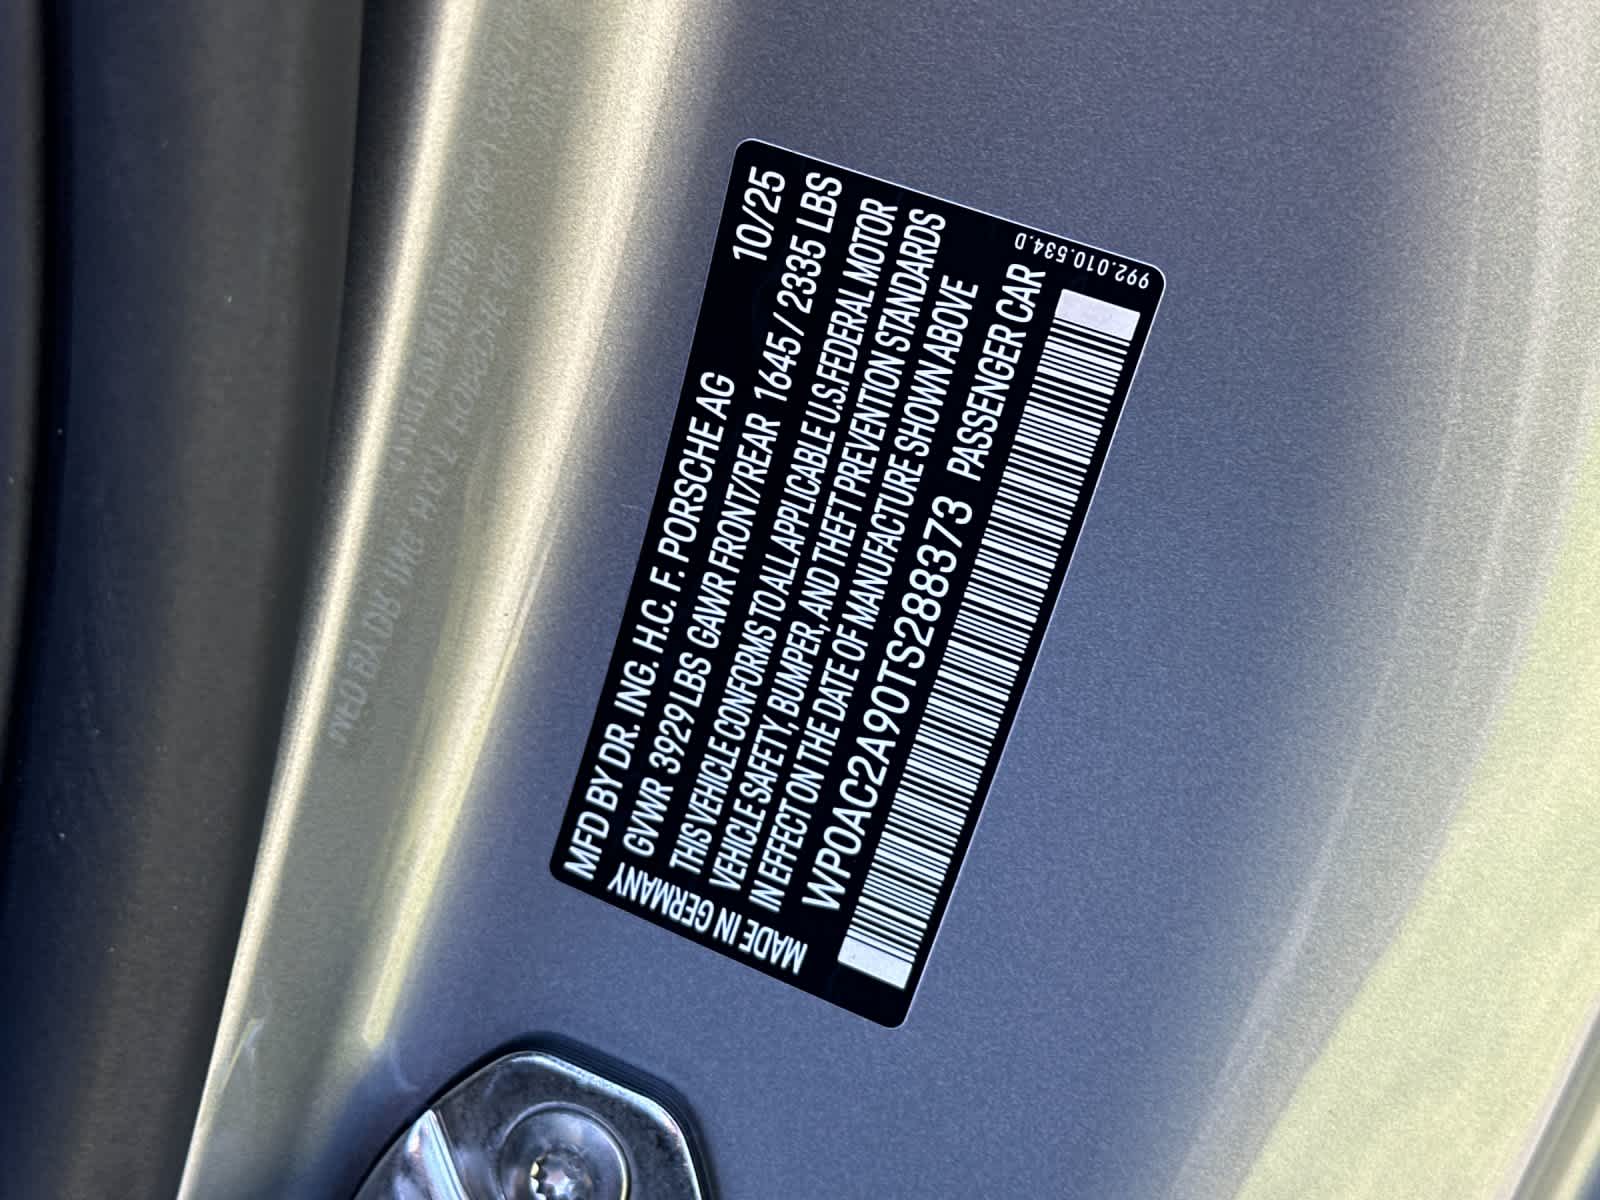 MFD BY DR. ING. H.C. F. PORSCHE AG 10/25
GVWR 3929 LBS GAWR FRONT/REAR 1645 / 2335 LBS
THIS VEHICLE CONFORMS TO ALL APPLICABLE U.S.FEDERAL MOTOR
VEHICLE SAFETY, BUMPER, AND THEFT PREVENTION STANDARDS
IN EFFECT ON THE DATE OF MANUFACTURE SHOWN ABOVE
WP0AC2A90TS288373 PASSENGER CAR
MADE IN GERMANY
992.010.534.D